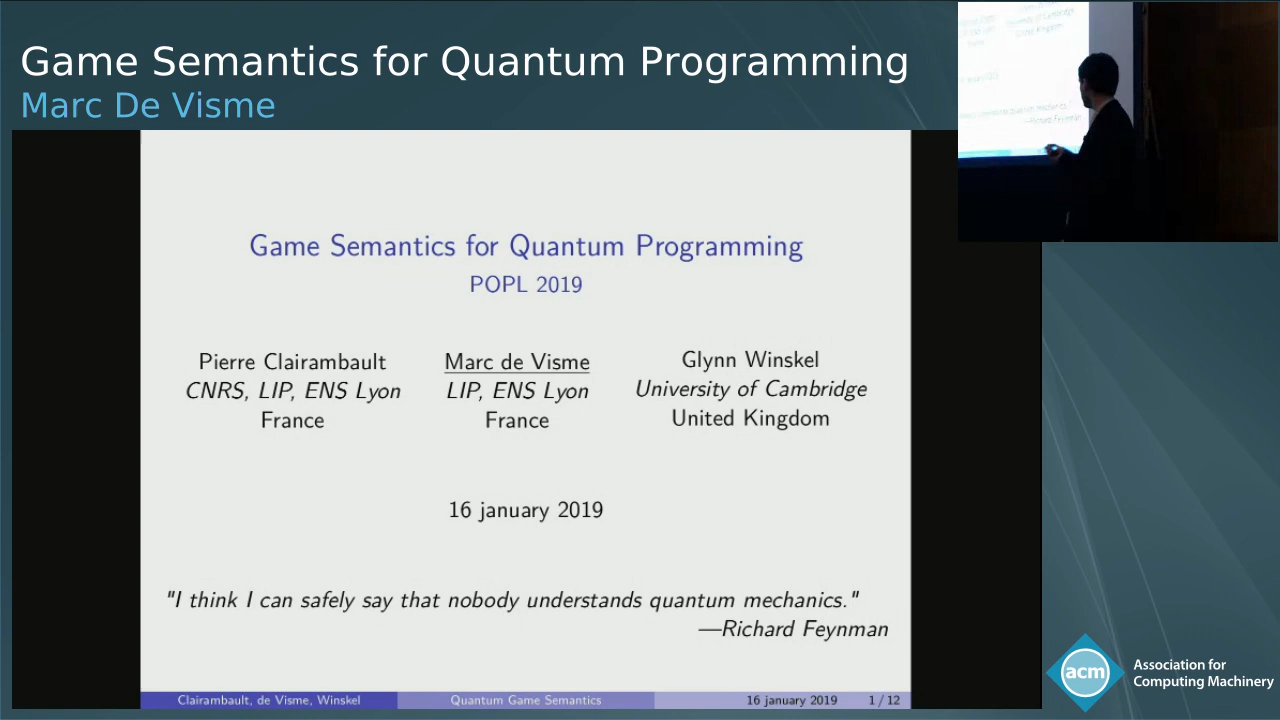 Game Semantics for Quantum Programming
Marc De Visme
Game Semantics for Quantum Programming
POPL 2019
Pierre Clairambault
CNRS, LIP, ENS Lyon
France
Marc de Visme
LIP, ENS Lyon
France
Glynn Winskel
University of Cambridge
United Kingdom
16 january 2019
"I think I can safely say that nobody understands quantum mechanics."
—Richard Feynman
Clairambault, de Visme, Winskel
Quantum Game Semantics
16 january 2019
1 / 12
acm
Association for
Computing Machinery